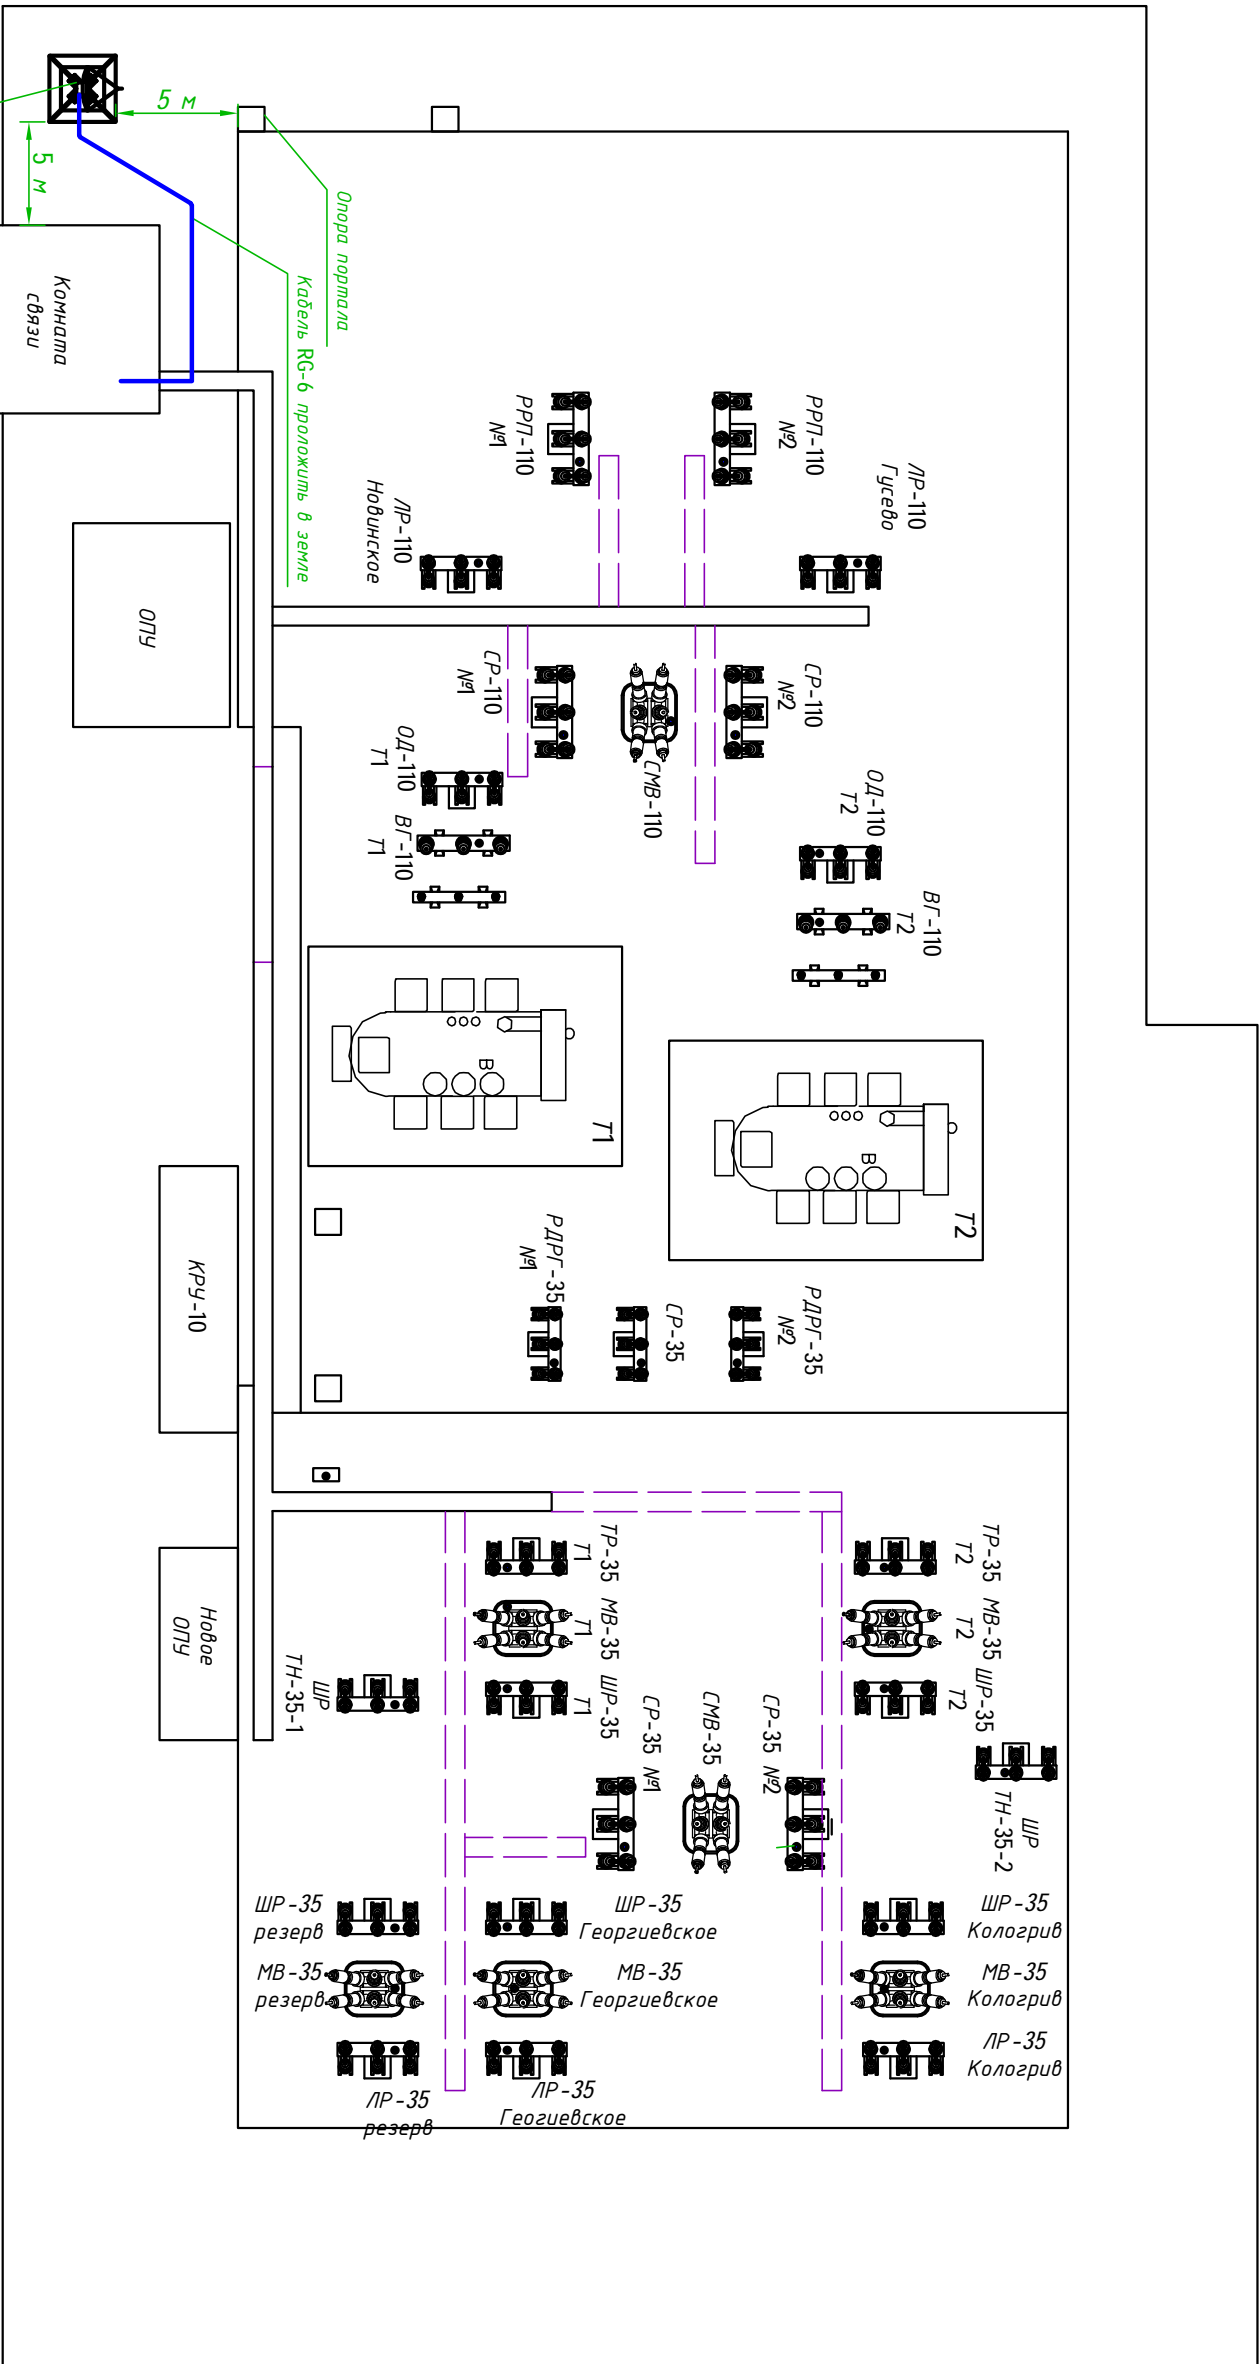 5 м
5 м
Опора портала
Кабель RG-6 проложить в земле
Комната
связи
РРП-110
№1
РРП-110
№2
ЛР-110
Гусево
ЛР-110
Новинское
ОПУ
СР-110
№1
СР-110
№2
СМВ-110
ОД-110
Т1
ОД-110
Т2
ВГ-110
Т1
ВГ-110
Т2
В
Т1
В
Т2
КРУ-10
РДРГ-35
№1
СР-35
РДРГ-35
№2
ТР-35
Т1
ТР-35
Т2
МВ-35
Т1
МВ-35
Т2
Новое
ОПУ
ШР
ТН-35-1
ШР-35
Т1
ШР-35
Т2
СР-35 №1
СМВ-35
СР-35 №2
ШР
ТН-35-2
ШР-35
резерв
ШР-35
Георгиевское
ШР-35
Кологрив
МВ-35
резерв
МВ-35
Георгиевское
МВ-35
Кологрив
ЛР-35
резерв
ЛР-35
Геогиевское
ЛР-35
Кологрив